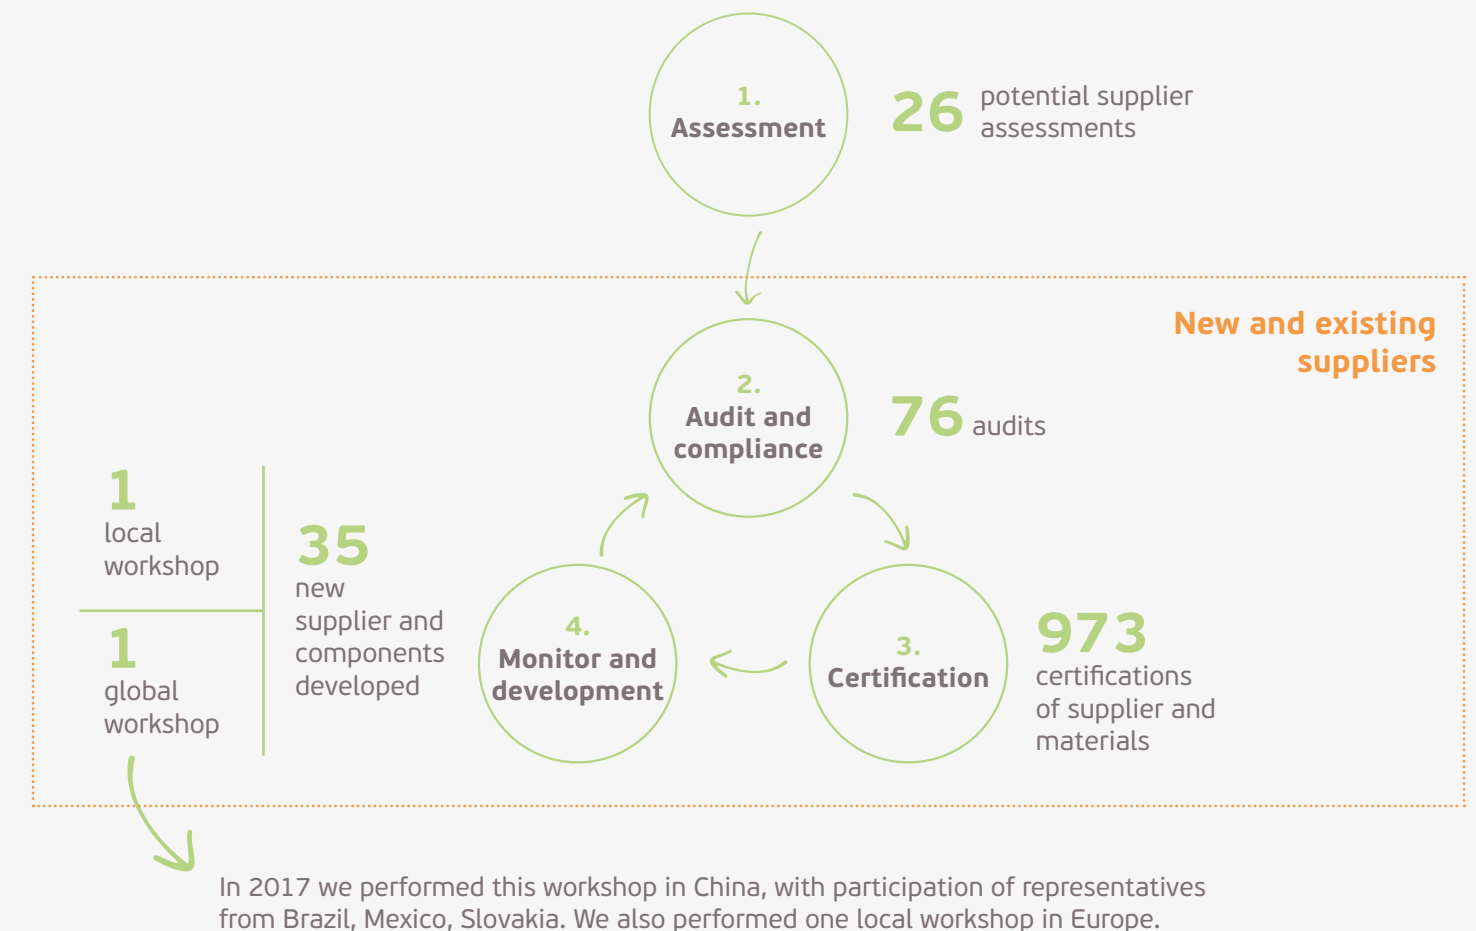 1.
Assessment
26 potential supplier
assessments
New and existing
suppliers
2.
Audit and
compliance
76 audits
1
local
workshop
1
global
workshop
35
new
supplier and
components
developed
4.
Monitor and
development
3.
Certification
973
certifications
of supplier and
materials
In 2017 we performed this workshop in China, with participation of representatives
from Brazil, Mexico, Slovakia. We also performed one local workshop in Europe.